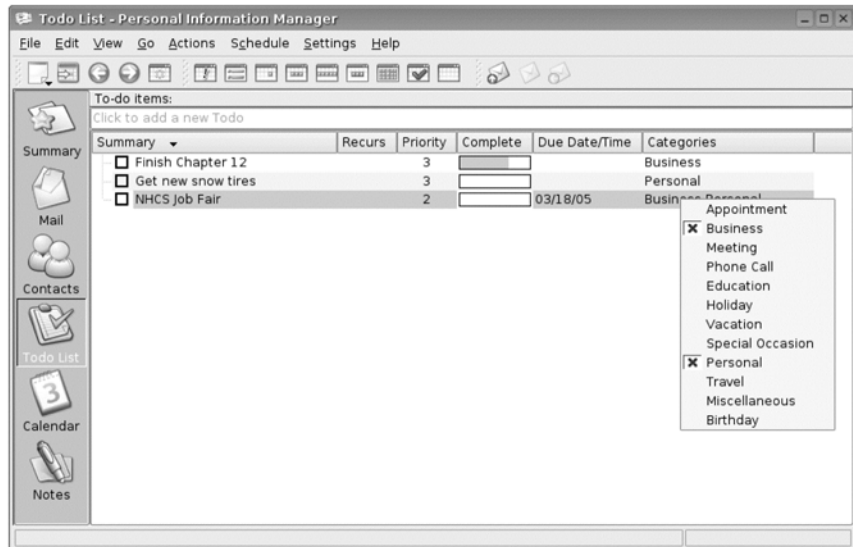 Todo List - Personal Information Manager
File Edit View Go Actions Schedule Settings Help
To-do items:
Click to add a new Todo
Summary Recurs Priority Complete Due Date/Time Categories
Finish Chapter 12 3 Business
Get new snow tires 3 Personal
NHCS Job Fair 2 03/18/05 Business Personal
Appointment
Business
Meeting
Phone Call
Education
Holiday
Vacation
Special Occasion
Personal
Travel
Miscellaneous
Birthday
Summary
Mail
Contacts
Todo List
3
Calendar
Notes